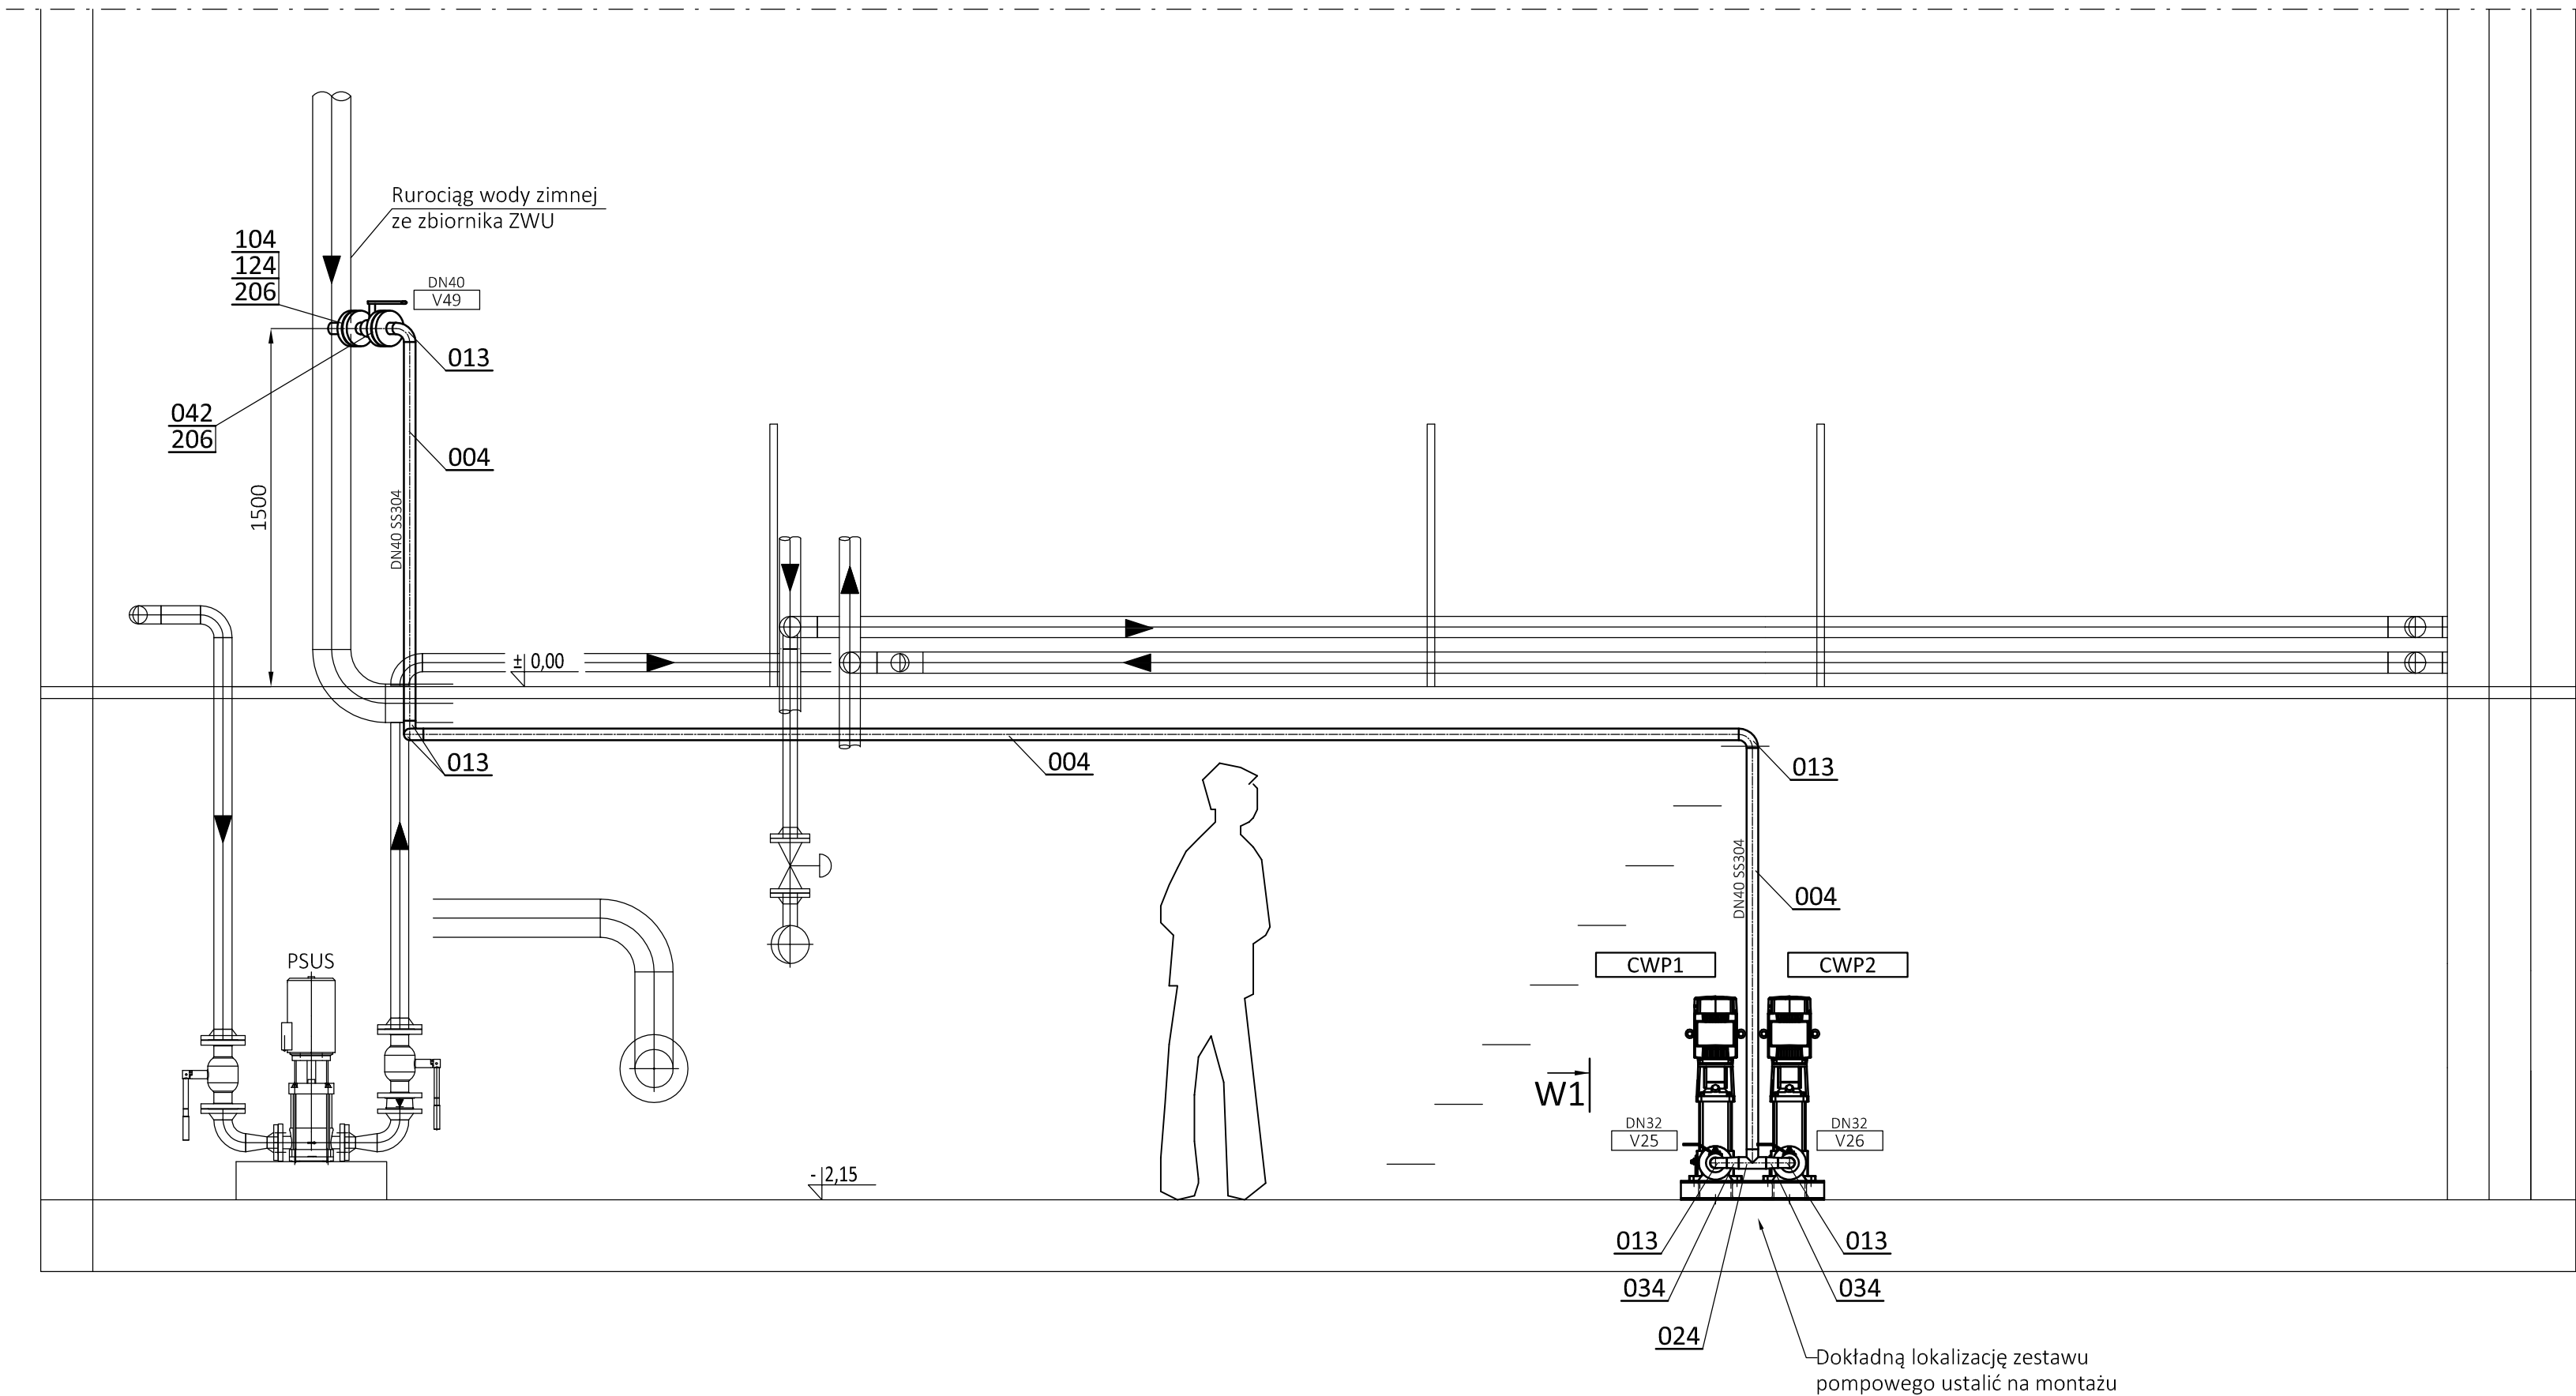 Rurociąg wody zimnej
ze zbiornika ZWU
104
124
206
DN40
V49
013
042
206
004
1500
DN40 SS304
± 0,00
013
004
013
DN40 SS304
004
PSUS
CWP1
CWP2
W1
DN32
V25
DN32
V26
- 2,15
013
013
034
034
024
Dokładną lokalizację zestawu
pompowego ustalić na montażu